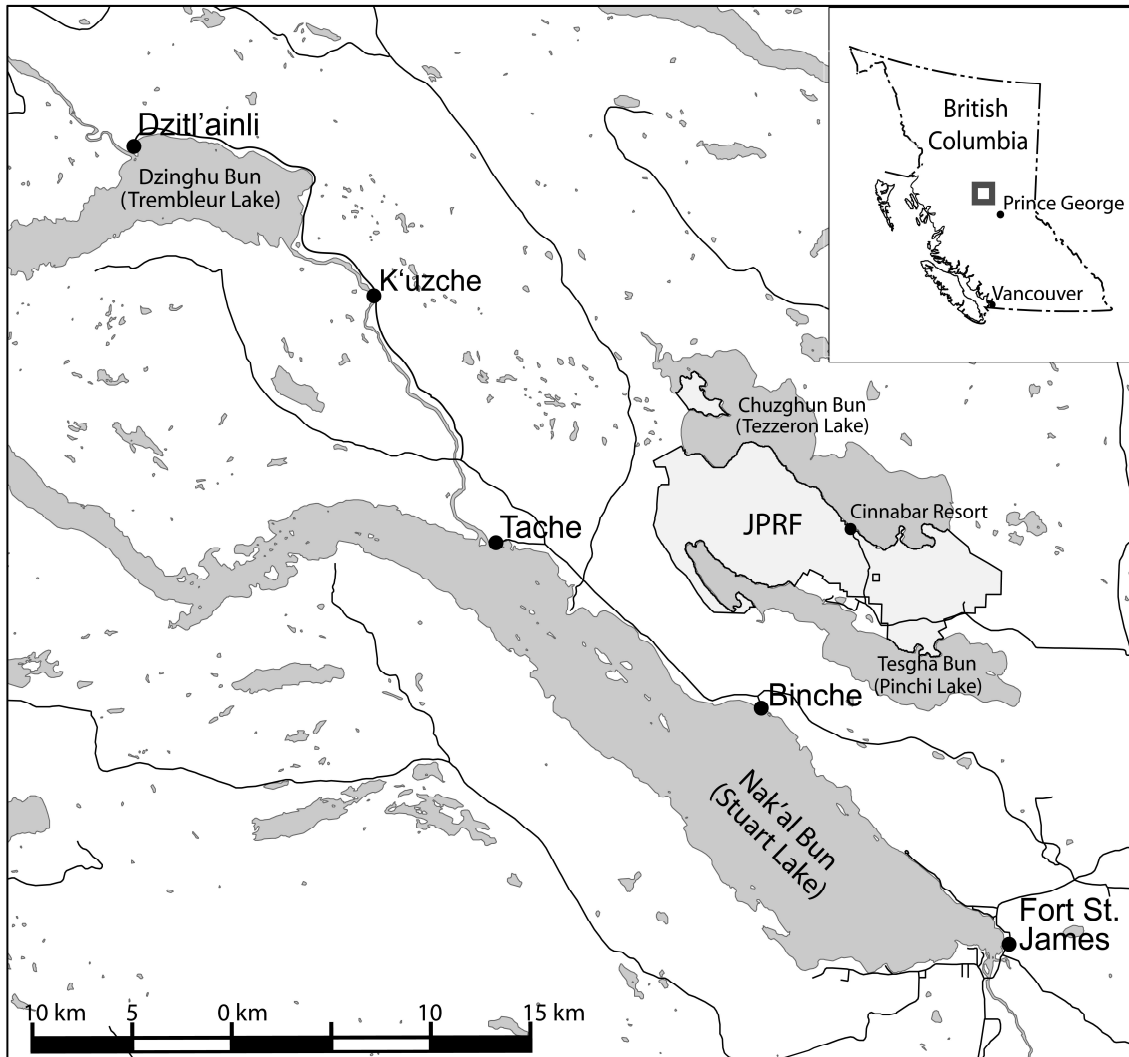 British
Columbia
Prince George
Vancouver
Dzitl'ainli
Dzinghu Bun
(Trembleur Lake)
K‘uzche
Chuzghun Bun
(Tezzeron Lake)
Cinnabar Resort
JPRF
Tache
Tesgha Bun
(Pinchi Lake)
Binche
Nak'al Bun
(Stuart Lake)
Fort St.
James
10 km 5 0 km 10 15 km